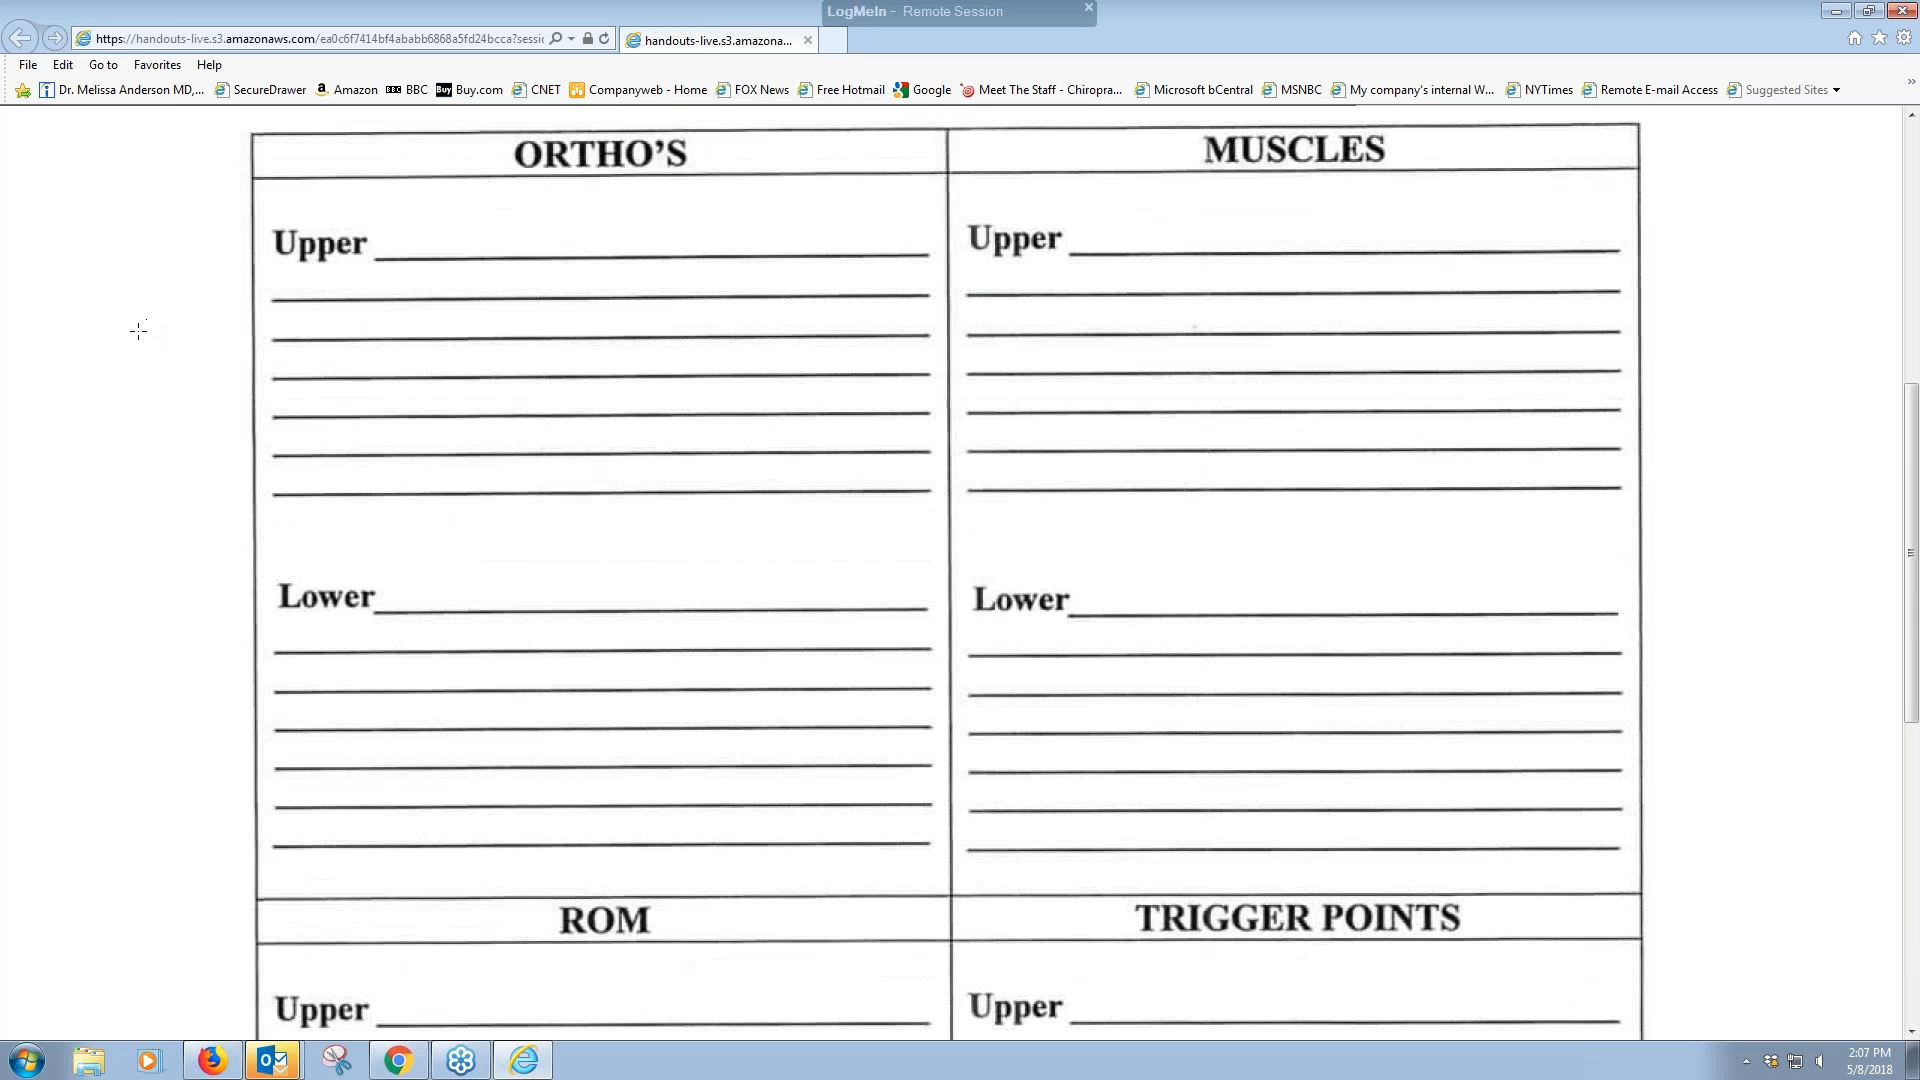 LogMeIn - Remote Session
https://handouts-live.s3.amazonaws.com/ea0c6f7414bf4ababb6868a5fd24bcca?sessic
handouts-live.s3.amazona...
File Edit Go to Favorites Help
Dr. Melissa Anderson MD,... SecureDrawer Amazon BBC Buy.com CNET Companyweb - Home FOX News Free Hotmail Google Meet The Staff - Chiropra... Microsoft bCentral MSNBC My company's internal W... NYTimes Remote E-mail Access Suggested Sites
ORTHO'S MUSCLES
Upper Upper
Lower Lower
ROM TRIGGER POINTS
Upper Upper
2:07 PM
5/8/2018